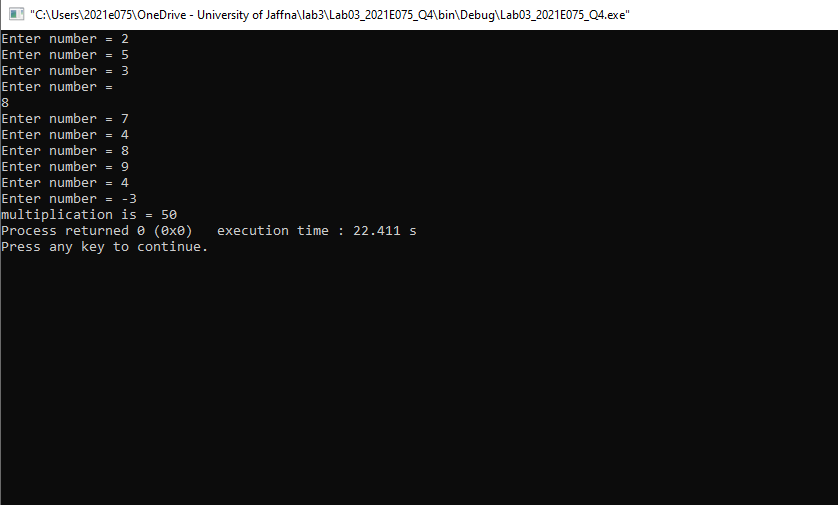 "C:\Users\2021e075\OneDrive - University of Jaffna\lab3\Lab03_2021E075_Q4\bin\Debug\Lab03_2021E075_Q4.exe"
Enter number = 2
Enter number = 5
Enter number = 3
Enter number =
8
Enter number = 7
Enter number = 4
Enter number = 8
Enter number = 9
Enter number = 4
Enter number = -3
multiplication is = 50
Process returned 0 (0x0)   execution time : 22.411 s
Press any key to continue.